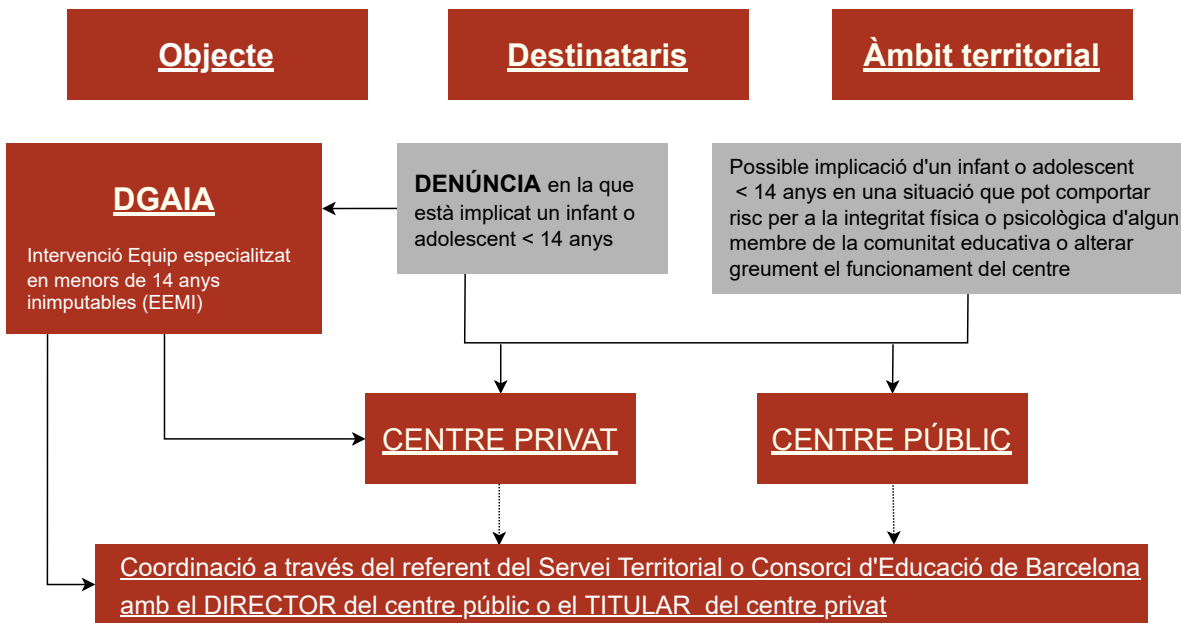 Objecte
Destinataris
Àmbit territorial
DGAIA
Intervenció Equip especialitzat
en menors de 14 anys
inimputables (EEMI)
DENÚNCIA en la que
està implicat un infant o
adolescent < 14 anys
Possible implicació d'un infant o adolescent
< 14 anys en una situació que pot comportar
risc per a la integritat física o psicològica d'algun
membre de la comunitat educativa o alterar
greument el funcionament del centre
CENTRE PRIVAT
CENTRE PÚBLIC
Coordinació a través del referent del Servei Territorial o Consorci d'Educació de Barcelona
amb el DIRECTOR del centre públic o el TITULAR del centre privat